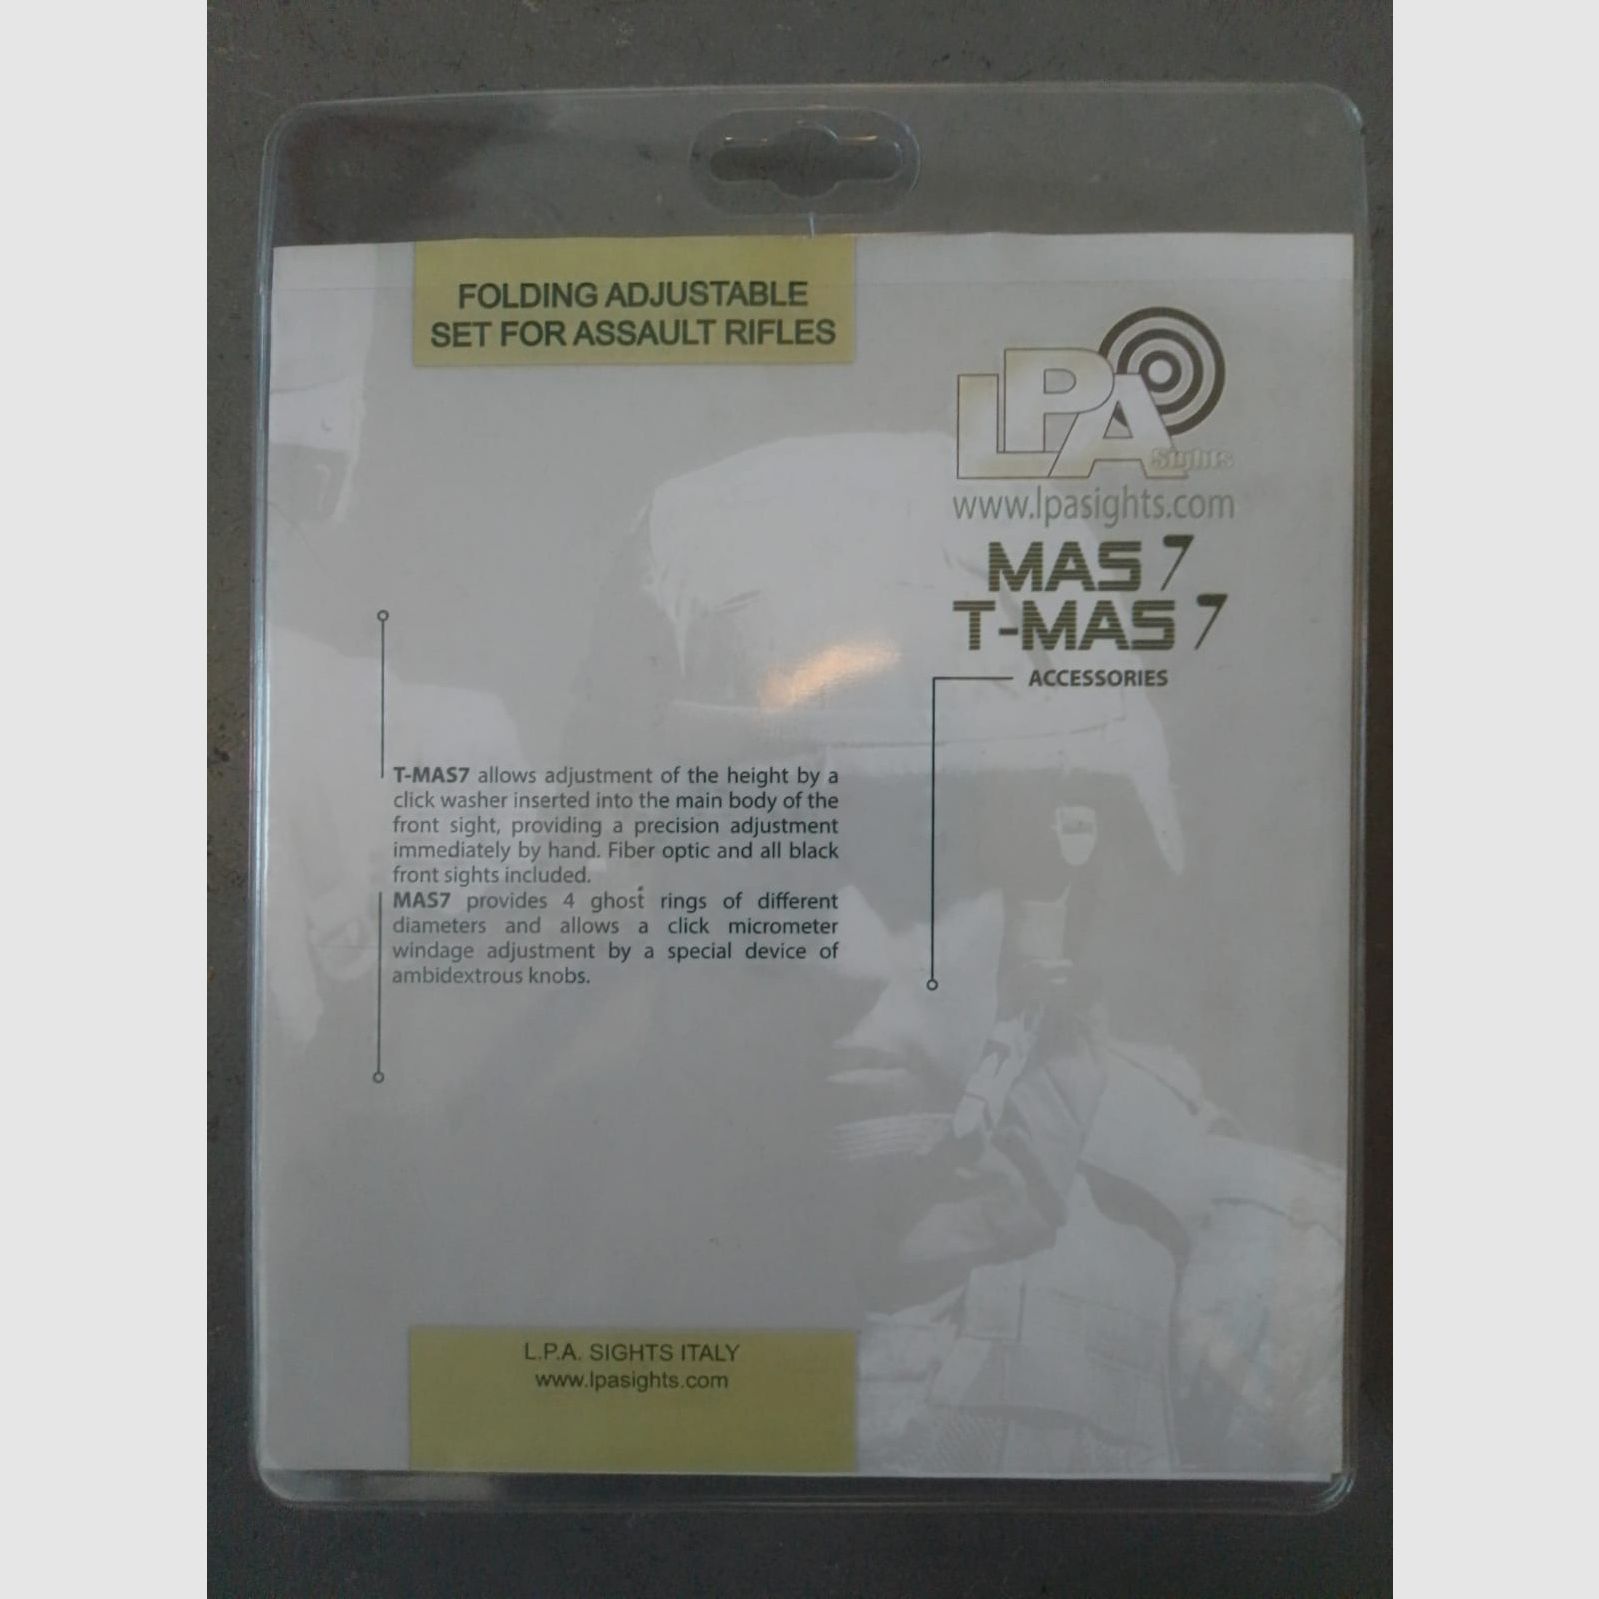 FOLDING ADJUSTABLE
SET FOR ASSAULT RIFLES
LPA
Sights
www.lpasights.com
MAS 7
T-MAS 7
ACCESSORIES
T-MAS7 allows adjustment of the height by a
click washer inserted into the main body of the
front sight, providing a precision adjustment
immediately by hand. Fiber optic and all black
front sights included.
MAS7 provides 4 ghost rings of different
diameters and allows a click micrometer
windage adjustment by a special device of
ambidextrous knobs.
L.P.A. SIGHTS ITALY
www.lpasights.com